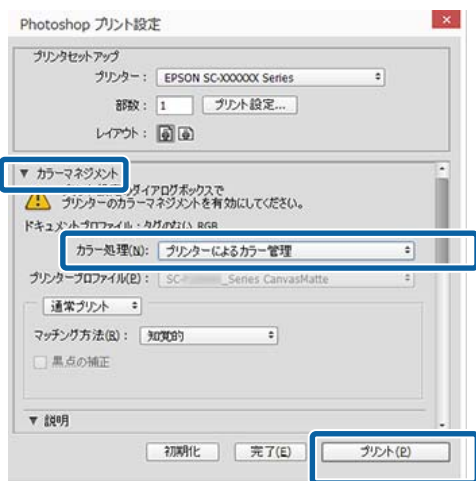 Photoshop プリント設定
プリンタセットアップ
プリンター： EPSON SC-XXXXXX Series
部数： 1 プリント設定...
レイアウト：
▼ カラーマネジメント
ダイアログボックスで
プリンターのカラーマネジメントを有効にしてください。
ドキュメントプロファイル：タグのない RGB
カラー処理(N): プリンターによるカラー管理
プリンタープロファイル(P): SC- _Series CanvasMatte
通常プリント
マッチング方法(R)： 知覚的
黒点の補正
▼ 説明
初期化 完了(E) プリント(P)